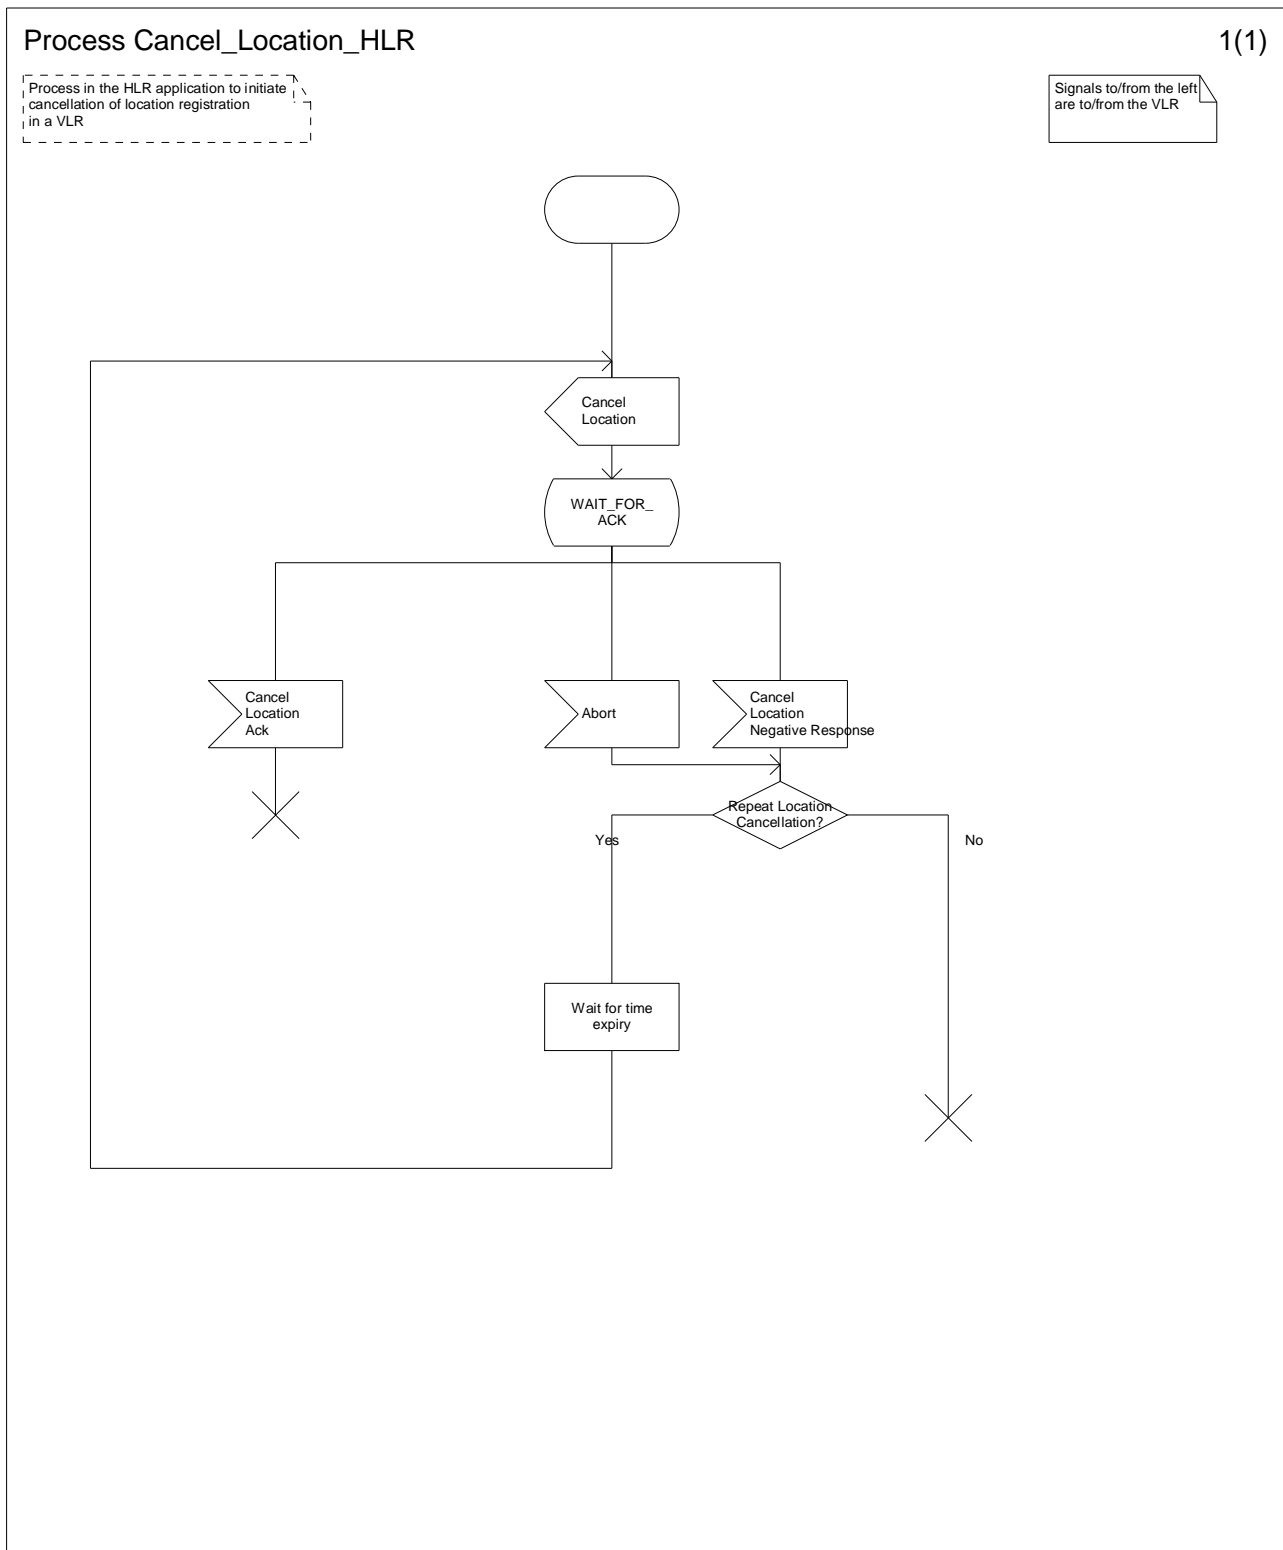 Process Cancel_Location_HLR
1(1)
Process in the HLR application to initiate
cancellation of location registration
in a VLR
Signals to/from the left
are to/from the VLR
Cancel
Location
WAIT_FOR_
ACK
Cancel
Location
Ack
Abort
Cancel
Location
Negative Response
Repeat Location
Cancellation?
Yes
No
Wait for time
expiry